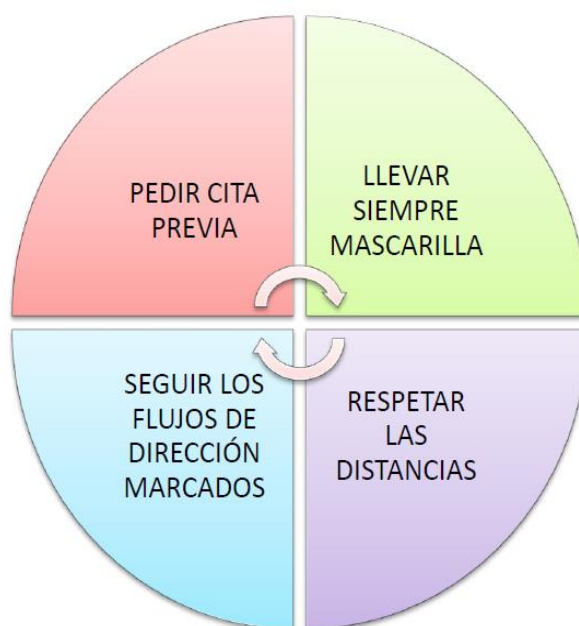 PEDIR CITA
PREVIA
LLEVAR
SIEMPRE
MASCARILLA
SEGUIR LOS
FLUJOS DE
DIRECCIÓN
MARCADOS
RESPETAR
LAS
DISTANCIAS